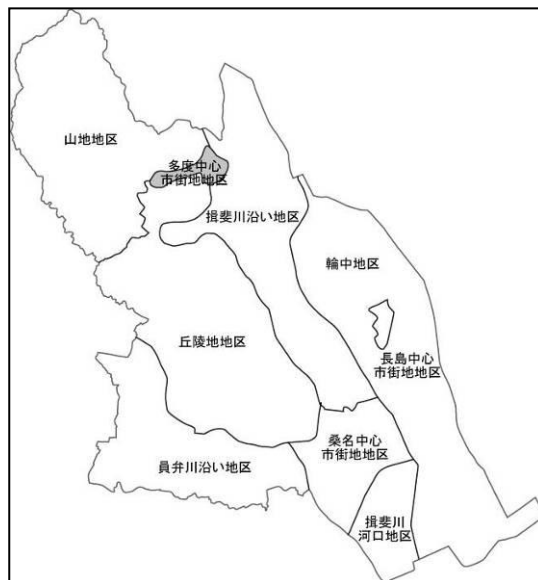 山地地区
多度中心
市街地地区
揖斐川沿い地区
輪中地区
丘陵地地区
長島中心
市街地地区
桑名中心
市街地地区
員弁川沿い地区
揖斐川
河口地区